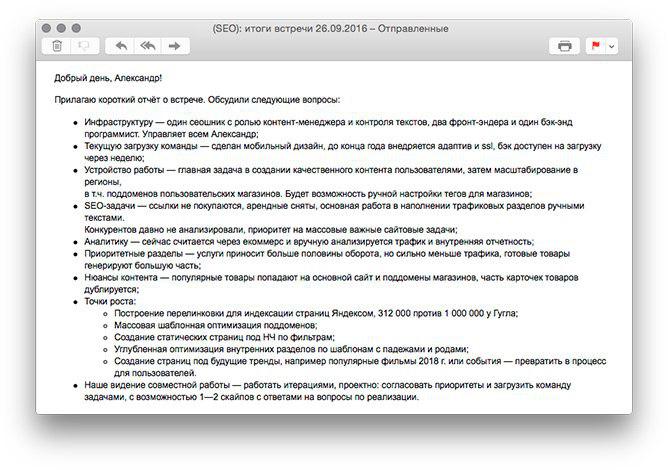 (SEO): итоги встречи 26.09.2016 – Отправленные
Добрый день, Александр!
Прилагаю короткий отчёт о встрече. Обсудили следующие вопросы:
• Инфраструктуру — один сеошник с ролью контент-менеджера и контроля текстов, два фронт-эндера и один бэк-энд
программист. Управляет всем Александр;
• Текущую загрузку команды — сделан мобильный дизайн, до конца года внедряется адаптив и ssl, бэк доступен на загрузку
через неделю;
• Устройство работы — главная задача в создании качественного контента пользователями, затем масштабирование в
регионы,
в т.ч. поддоменов пользовательских магазинов. Будет возможность ручной настройки тегов для магазинов;
• SEO-задачи — ссылки не покупаются, арендные сняты, основная работа в наполнении трафиковых разделов ручными
текстами.
Конкурентов давно не анализировали, приоритет на массовые важные сайтовые задачи;
• Аналитику — сейчас считается через екоммерс и вручную анализируется трафик и внутренняя отчетность;
• Приоритетные разделы — услуги приносит больше половины оборота, но сильно меньше трафика, готовые товары
генерируют большую часть;
• Нюансы контента — популярные товары попадают на основной сайт и поддомены магазинов, часть карточек товаров
дублируется;
• Точки роста:
◦ Построение перелинковки для индексации страниц Яндексом, 312 000 против 1 000 000 у Гугла;
◦ Массовая шаблонная оптимизация поддоменов;
◦ Создание статических страниц под НЧ по фильтрам;
◦ Углубленная оптимизация внутренних разделов по шаблонам с падежами и родами;
◦ Создание страниц под будущие тренды, например популярные фильмы 2018 г. или события — превратить в процесс
для пользователей.
• Наше видение совместной работы — работать итерациями, проектно: согласовать приоритеты и загрузить команду
задачами, с возможностью 1—2 скайпов с ответами на вопросы по реализации.